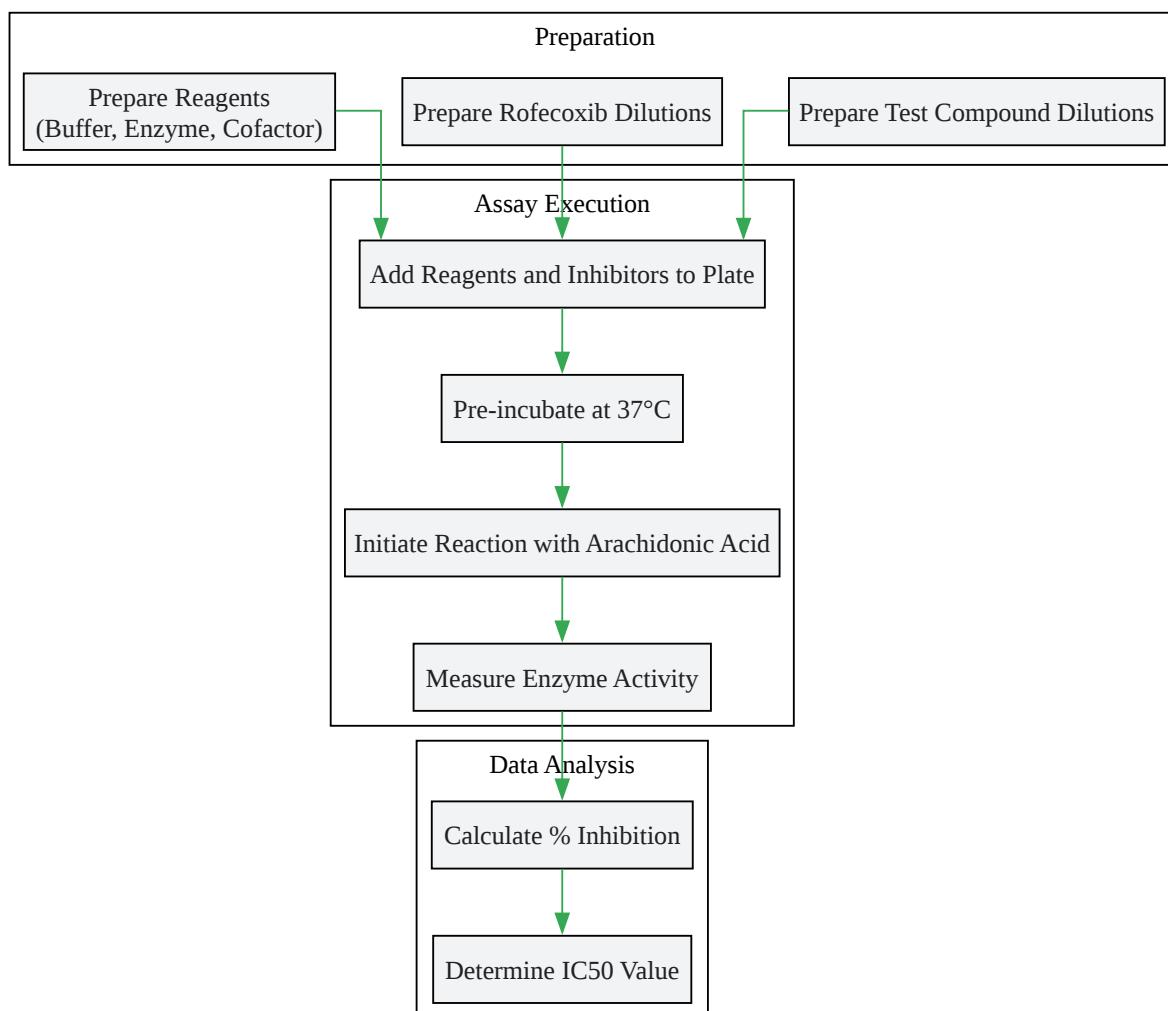 Preparation
Prepare Reagents
(Buffer, Enzyme, Cofactor)
Prepare Rofecoxib Dilutions
Prepare Test Compound Dilutions
Assay Execution
Add Reagents and Inhibitors to Plate
Pre-incubate at 37°C
Initiate Reaction with Arachidonic Acid
Measure Enzyme Activity
Data Analysis
Calculate % Inhibition
Determine IC50 Value